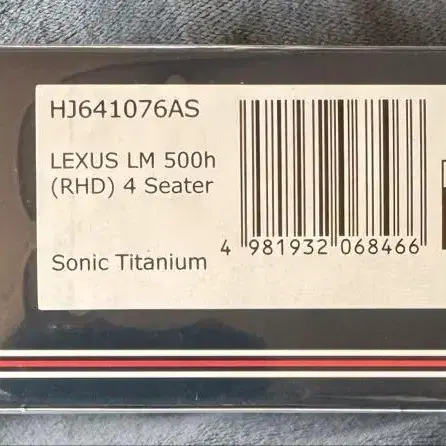 HJ641076AS
LEXUS LM 500h
(RHD) 4 Seater
Sonic Titanium
4 981932 068466